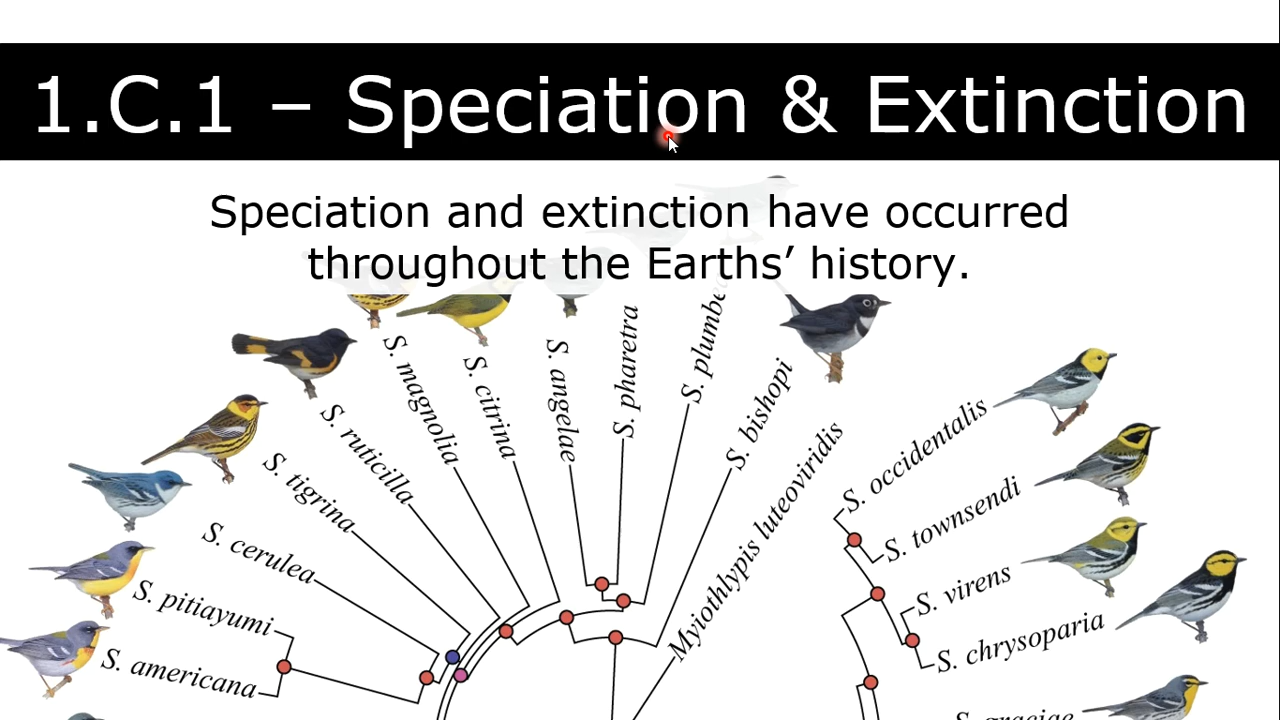 1.C.1 – Speciation & Extinction
Speciation and extinction have occurred
throughout the Earths’ history.
S. magnolia
S. citrina
S. angelae
S. pharetra
S. bishopi
S. ruticilla
S. tigrina
S. cerulea
S. pitiayumi
S. americana
Myiothlypis luteoviridis
S. occidentalis
S. townsendi
S. virens
S. chrysoparia
S. graciae